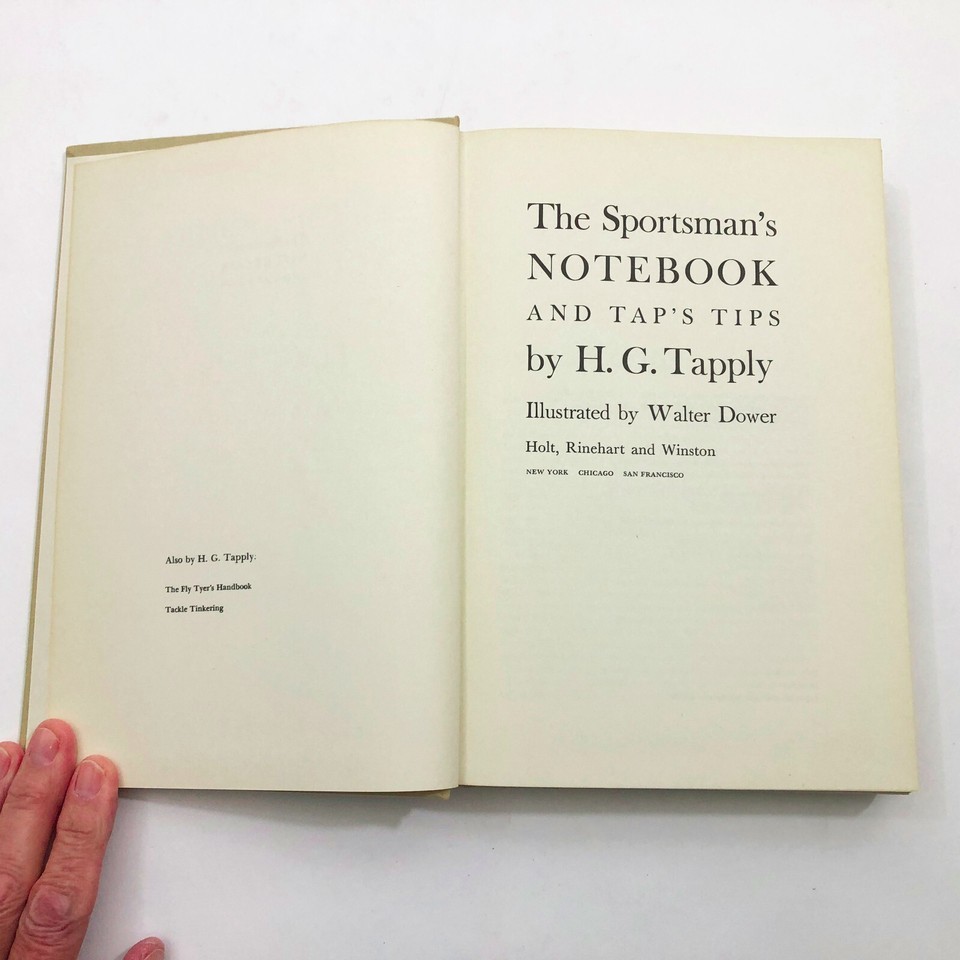 Also by H. G. Tapply:
The Fly Tyer's Handbook
Tackle Tinkering
The Sportsman's
NOTEBOOK
AND TAP'S TIPS
by H. G. Tapply
Illustrated by Walter Dower
Holt, Rinehart and Winston
NEW YORK CHICAGO SAN FRANCISCO